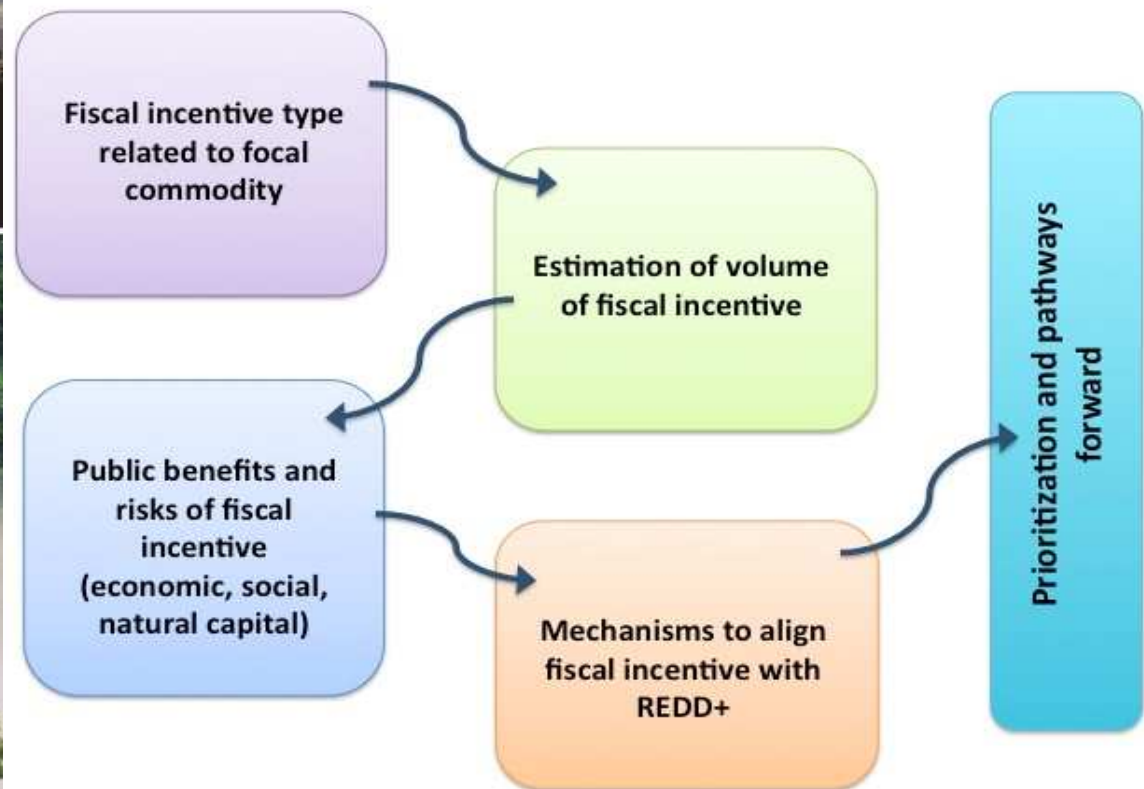 Fiscal incentive type
related to focal
commodity
Estimation of volume
of fiscal incentive
Public benefits and
risks of fiscal
incentive
(economic, social,
natural capital)
Mechanisms to align
fiscal incentive with
REDD+
Prioritization and pathways
forward